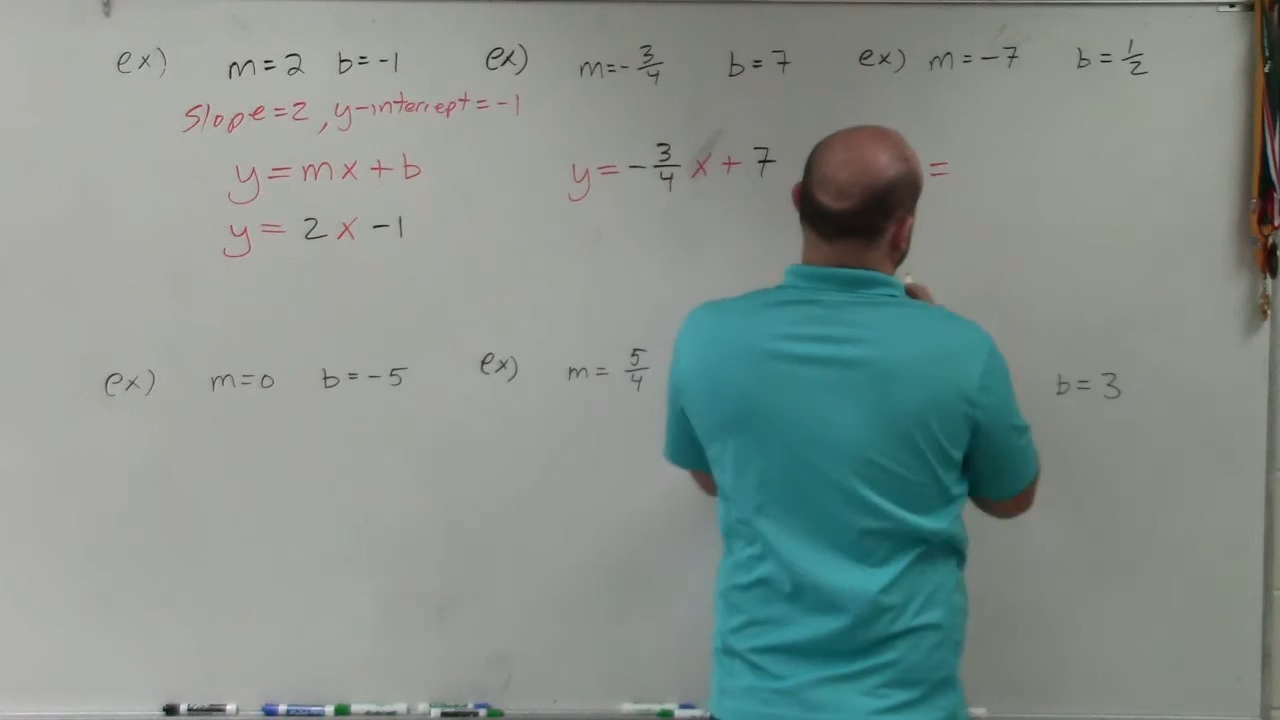 ex) m=2 b=-1
Slope=2, y-intercept=-1
y=mx+b
y=2x-1
ex) m=-3/4 b=7
y=-3/4x+7
ex) m=-7 b=1/2
=
ex) m=0 b=-5
ex) m=5/4
b=3